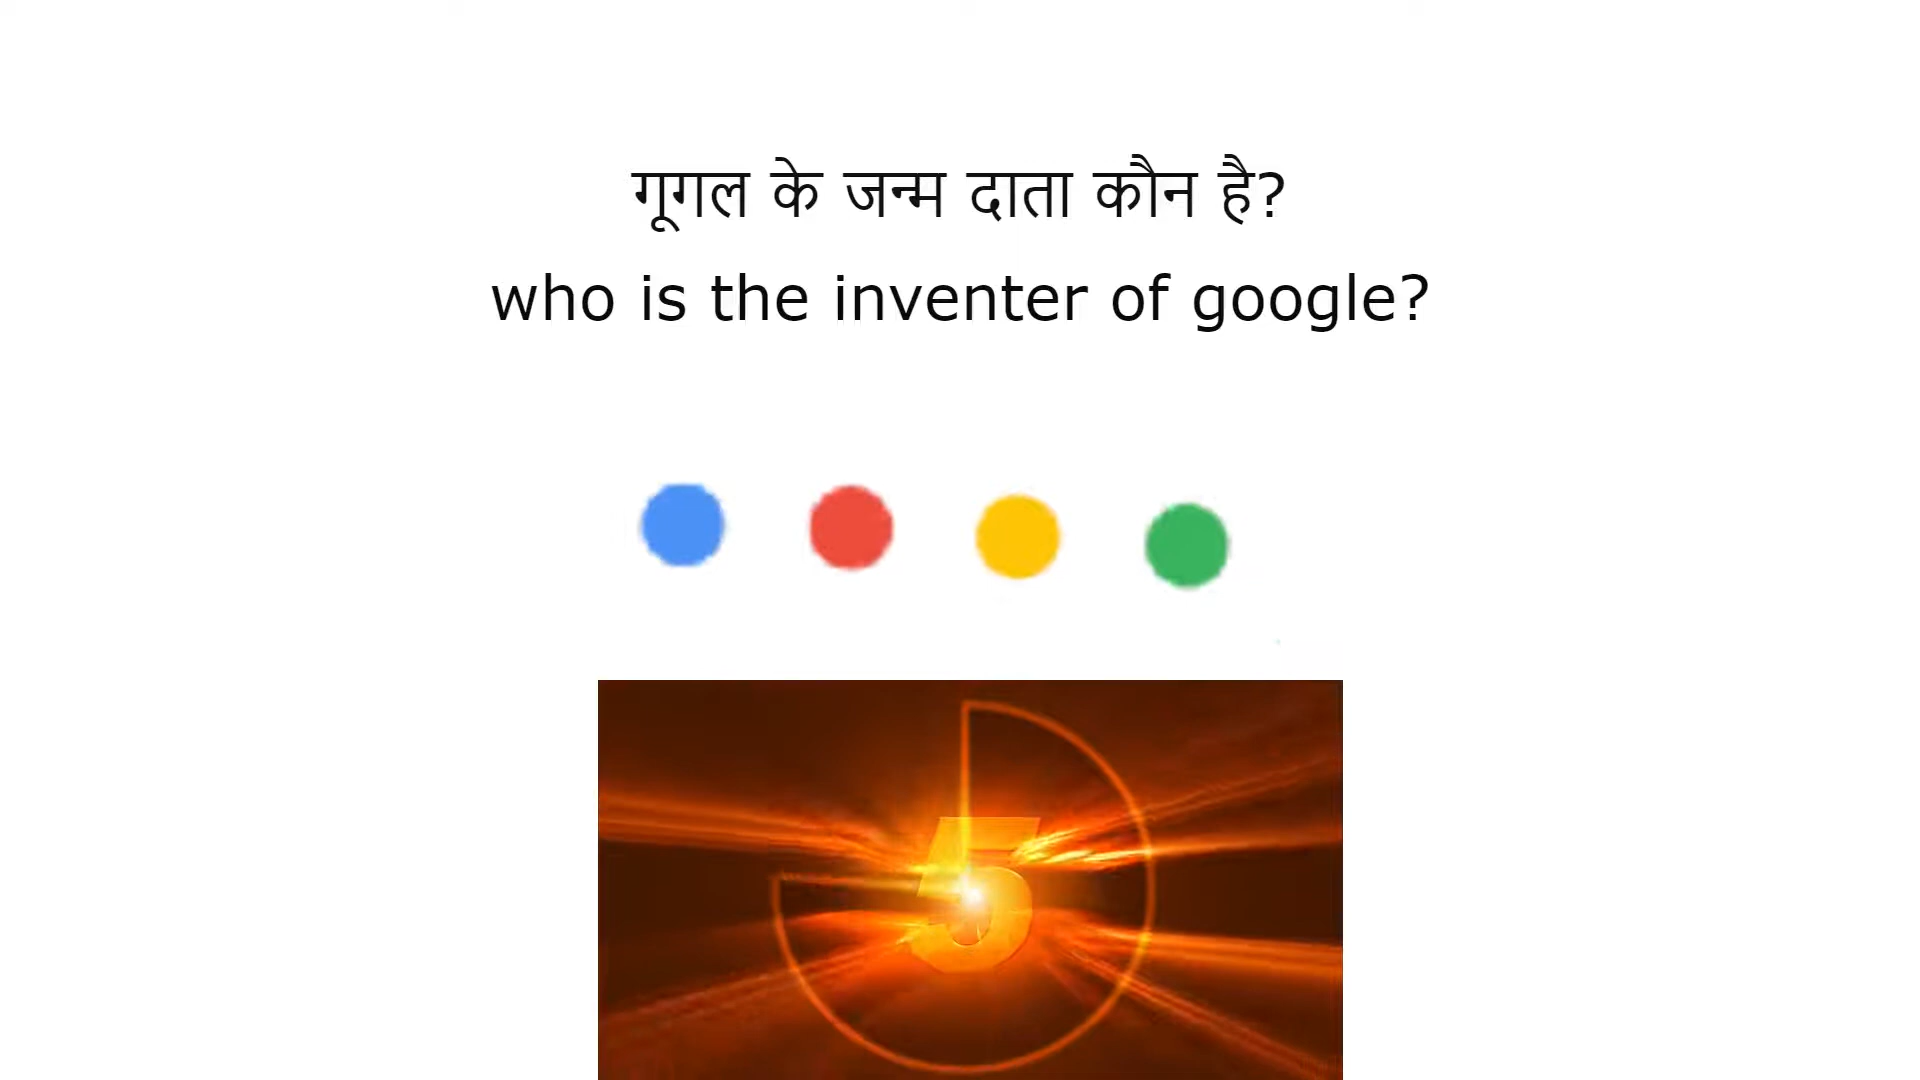 गूगल के जन्म दाता कौन है?
who is the inventer of google?
5